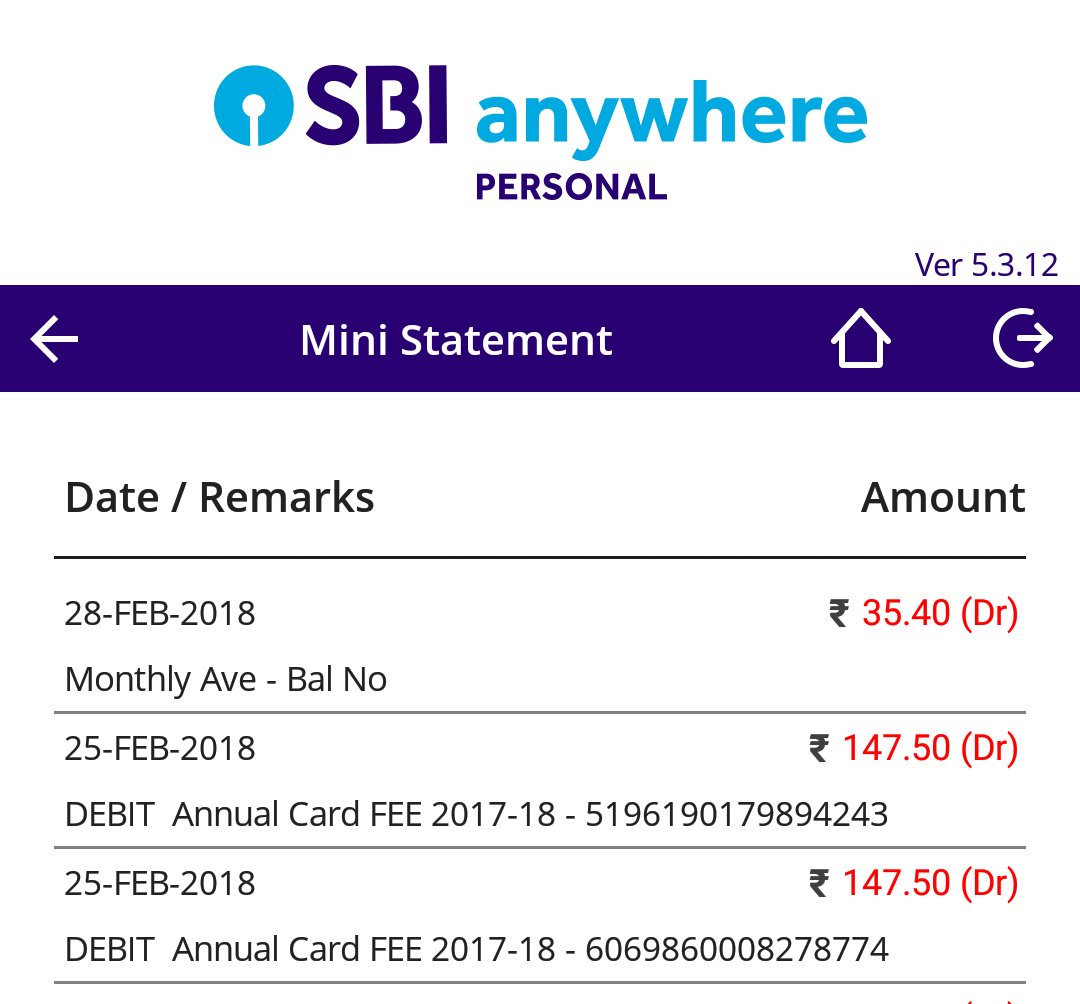 SBI anywhere
PERSONAL
Ver 5.3.12
Mini Statement
Date / Remarks Amount
28-FEB-2018 ₹ 35.40 (Dr)
Monthly Ave - Bal No
25-FEB-2018 ₹ 147.50 (Dr)
DEBIT  Annual Card FEE 2017-18 - 5196190179894243
25-FEB-2018 ₹ 147.50 (Dr)
DEBIT  Annual Card FEE 2017-18 - 6069860008278774